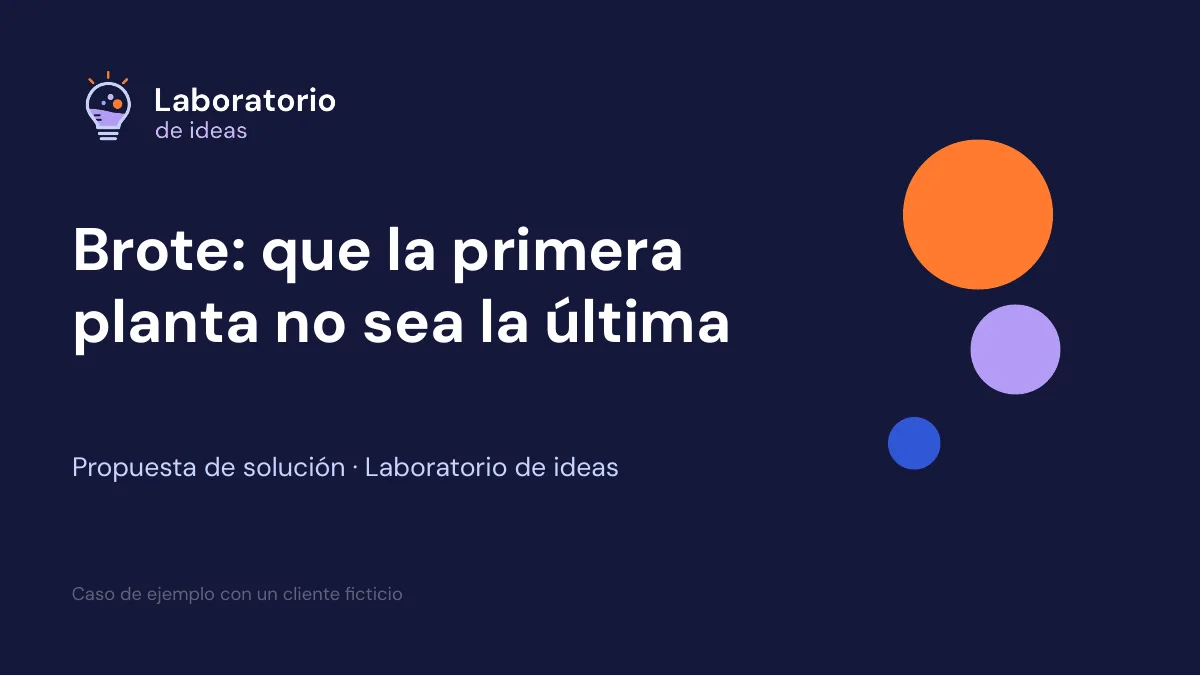 Laboratorio
de ideas
Brote: que la primera
planta no sea la última
Propuesta de solución · Laboratorio de ideas
Caso de ejemplo con un cliente ficticio